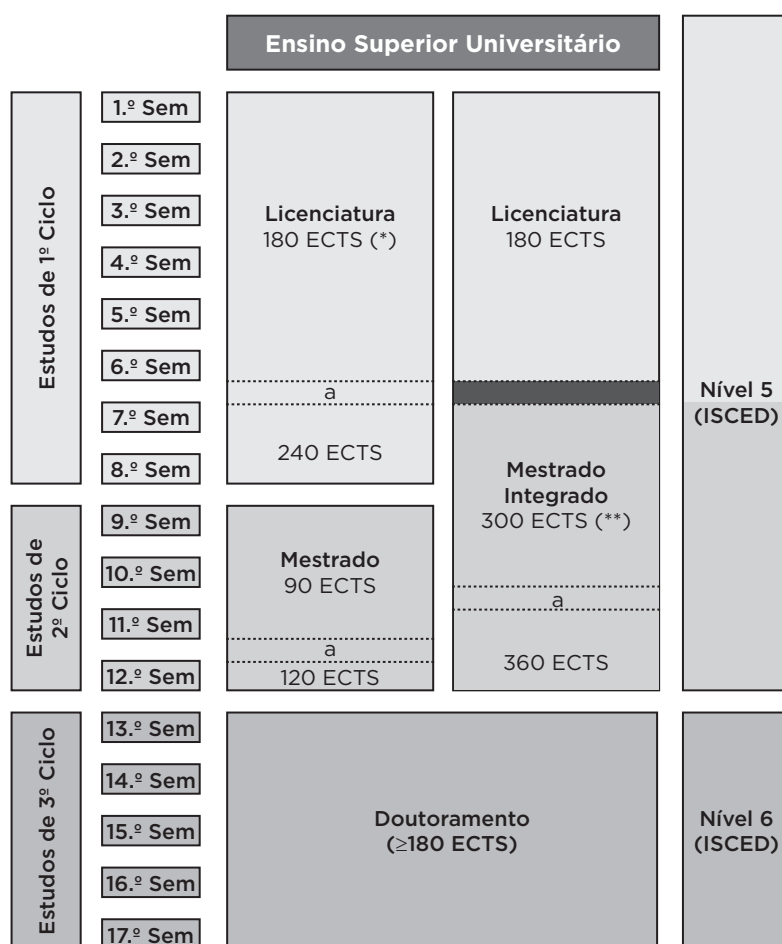 Ensino Superior Universitário
Estudos de 1º Ciclo
1.º Sem
2.º Sem
3.º Sem
4.º Sem
5.º Sem
6.º Sem
7.º Sem
8.º Sem
Licenciatura
180 ECTS (*)
a
240 ECTS
Licenciatura
180 ECTS
Mestrado
Integrado
300 ECTS (**)
a
360 ECTS
Nível 5
(ISCED)
Estudos de
2º Ciclo
9.º Sem
10.º Sem
11.º Sem
12.º Sem
Mestrado
90 ECTS
a
120 ECTS
Estudos de 3º Ciclo
13.º Sem
14.º Sem
15.º Sem
16.º Sem
17.º Sem
Doutoramento
(≥180 ECTS)
Nível 6
(ISCED)